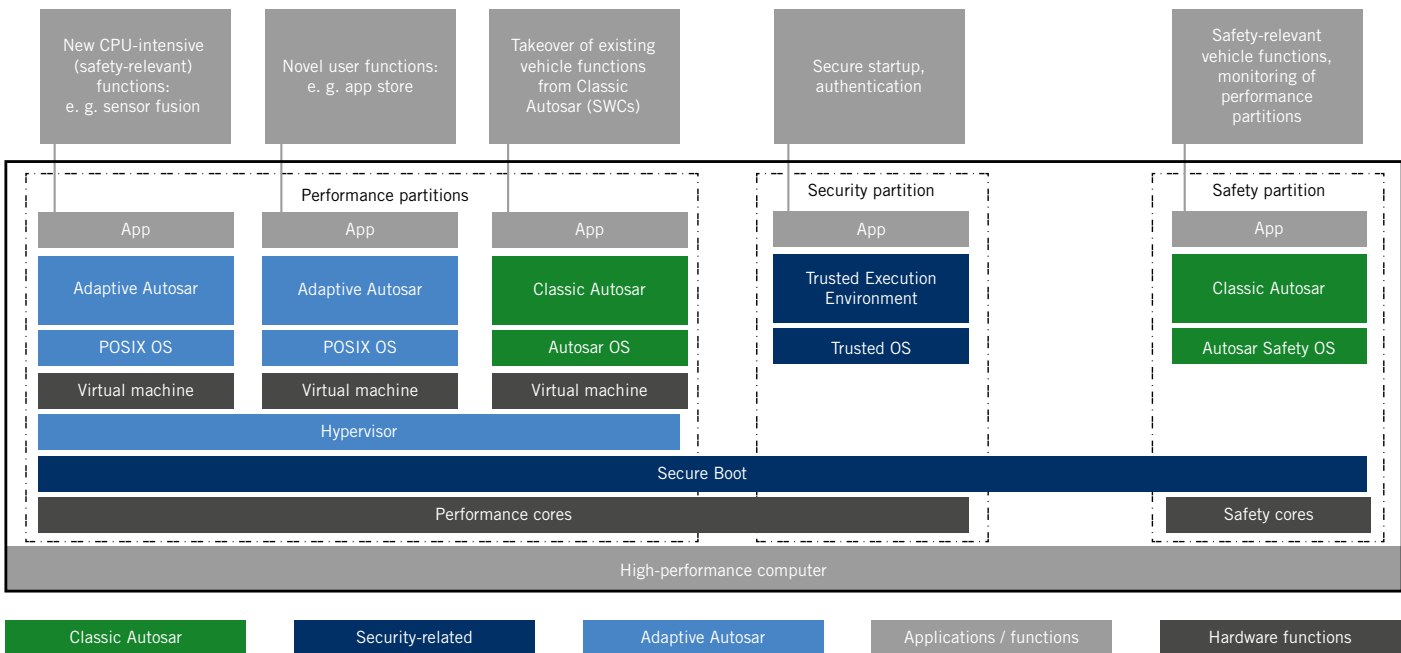 New CPU-intensive
(safety-relevant)
functions:
e. g. sensor fusion
Novel user functions:
e. g. app store
Takeover of existing
vehicle functions
from Classic
Autosar (SWCs)
Secure startup,
authentication
Safety-relevant
vehicle functions,
monitoring of
performance
partitions
Performance partitions
Security partition
Safety partition
App
App
App
App
App
Adaptive Autosar
Adaptive Autosar
Classic Autosar
Trusted Execution
Environment
Classic Autosar
POSIX OS
POSIX OS
Autosar OS
Trusted OS
Autosar Safety OS
Virtual machine
Virtual machine
Virtual machine
Hypervisor
Secure Boot
Performance cores
Safety cores
High-performance computer
Classic Autosar
Security-related
Adaptive Autosar
Applications / functions
Hardware functions